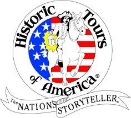 Historic
Tours
of America®
THE NATION'S STORYTELLER